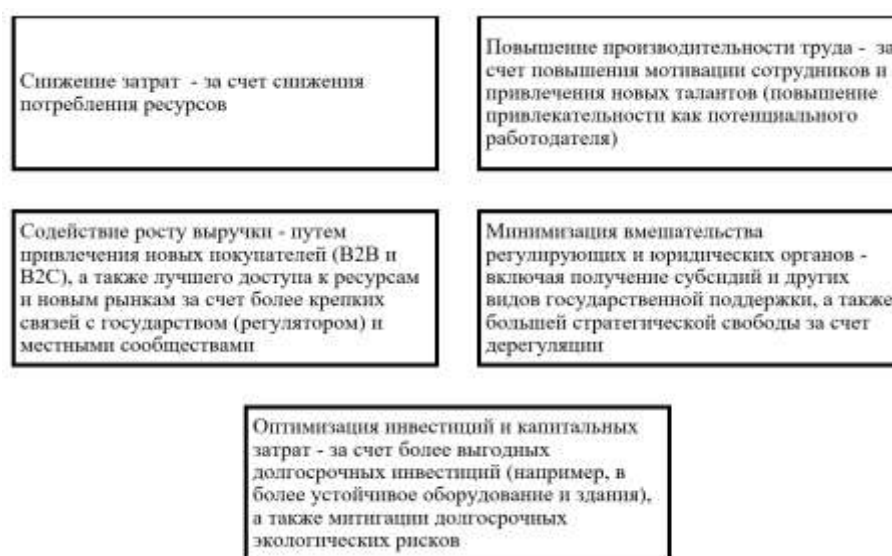 Снижение затрат - за счет снижения
потребления ресурсов
Повышение производительности труда - за
счет повышения мотивации сотрудников и
привлечения новых талантов (повышение
привлекательности как потенциального
работодателя)
Содействие росту выручки - путем
привлечения новых покупателей (B2B и
B2C), а также лучшего доступа к ресурсам
и новым рынкам за счет более крепких
связей с государством (регулятором) и
местными сообществами
Минимизация вмешательства
регулирующих и юридических органов -
включая получение субсидий и других
видов государственной поддержки, а также
большей стратегической свободы за счет
дерегуляции
Оптимизация инвестиций и капитальных
затрат - за счет более выгодных
долгосрочных инвестиций (например, в
более устойчивое оборудование и здания),
а также митигации долгосрочных
экологических рисков